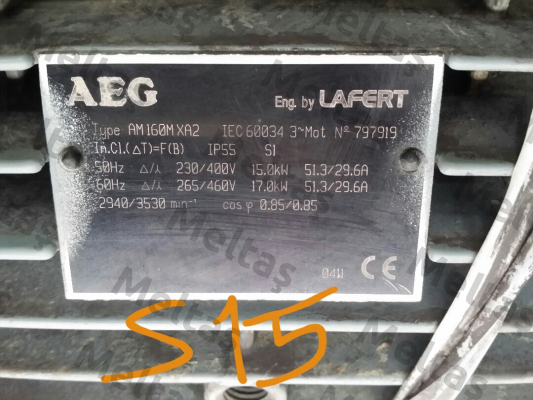 AEG
Eng. by LAFERT
Type AM160M XA2 IEC 60034 3~Mot Nº 797919
In.Cl.(ΔT)=F(B) IP55 S1
50Hz Δ/⅄ 230/400V 15.0kW 51.3/29.6A
60Hz Δ/⅄ 265/460V 17.0kW 51.3/29.6A
2940/3530 min⁻¹ cos φ 0.85/0.85
0411 CE
S15
Meltaş